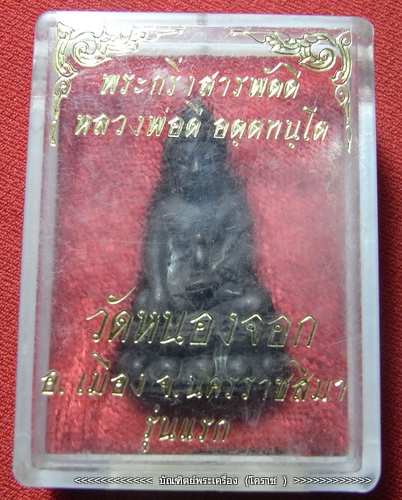 พระกริ่งสารพัดดี
หลวงพ่อดี อตฺตทนฺโต
วัดหนองจอก
อ.เมือง จ.นครราชสีมา
รุ่นแรก
<<<<<<<<<<<<<< บัณฑิตย์พระเครื่อง (โคราช ) >>>>>>>>>>>>>>